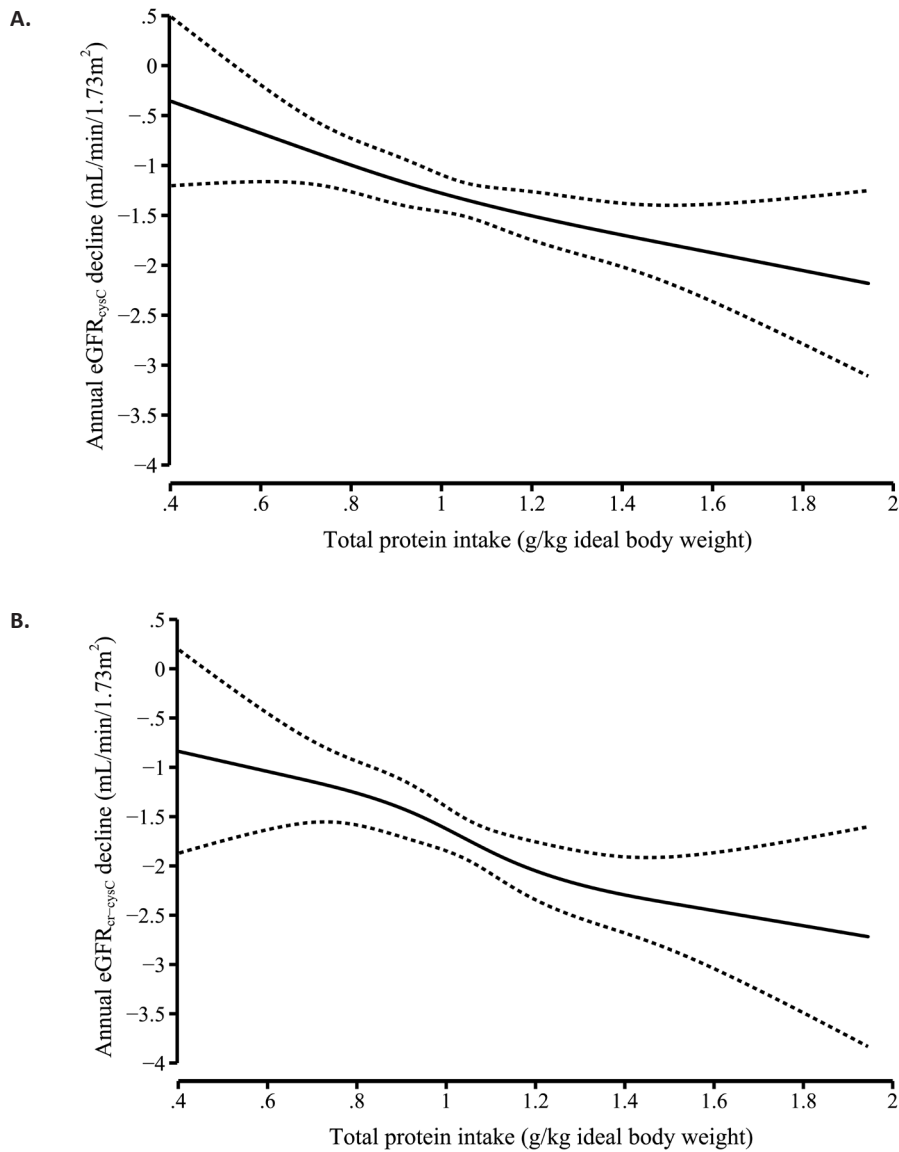 A.
Annual eGFRcysC decline (mL/min/1.73m²)
.5
0
−.5
−1
−1.5
−2
−2.5
−3
−3.5
−4
.4 .6 .8 1 1.2 1.4 1.6 1.8 2
Total protein intake (g/kg ideal body weight)
B.
Annual eGFRcr−cysC decline (mL/min/1.73m²)
.5
0
−.5
−1
−1.5
−2
−2.5
−3
−3.5
−4
.4 .6 .8 1 1.2 1.4 1.6 1.8 2
Total protein intake (g/kg ideal body weight)